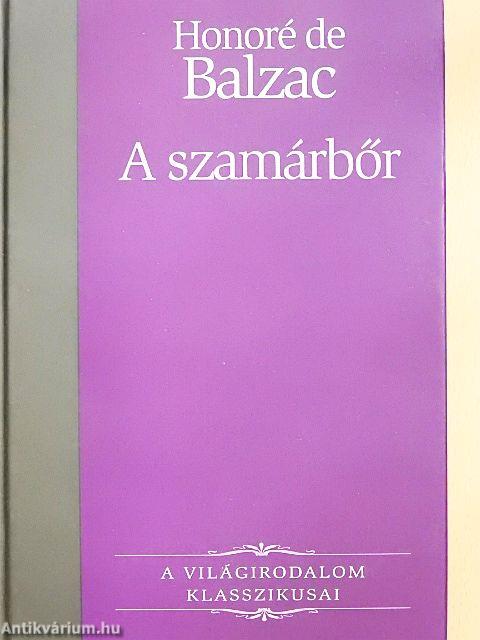 Honoré de
Balzac
A szamárbőr
A VILÁGIRODALOM
KLASSZIKUSAI
Antikvárium.hu